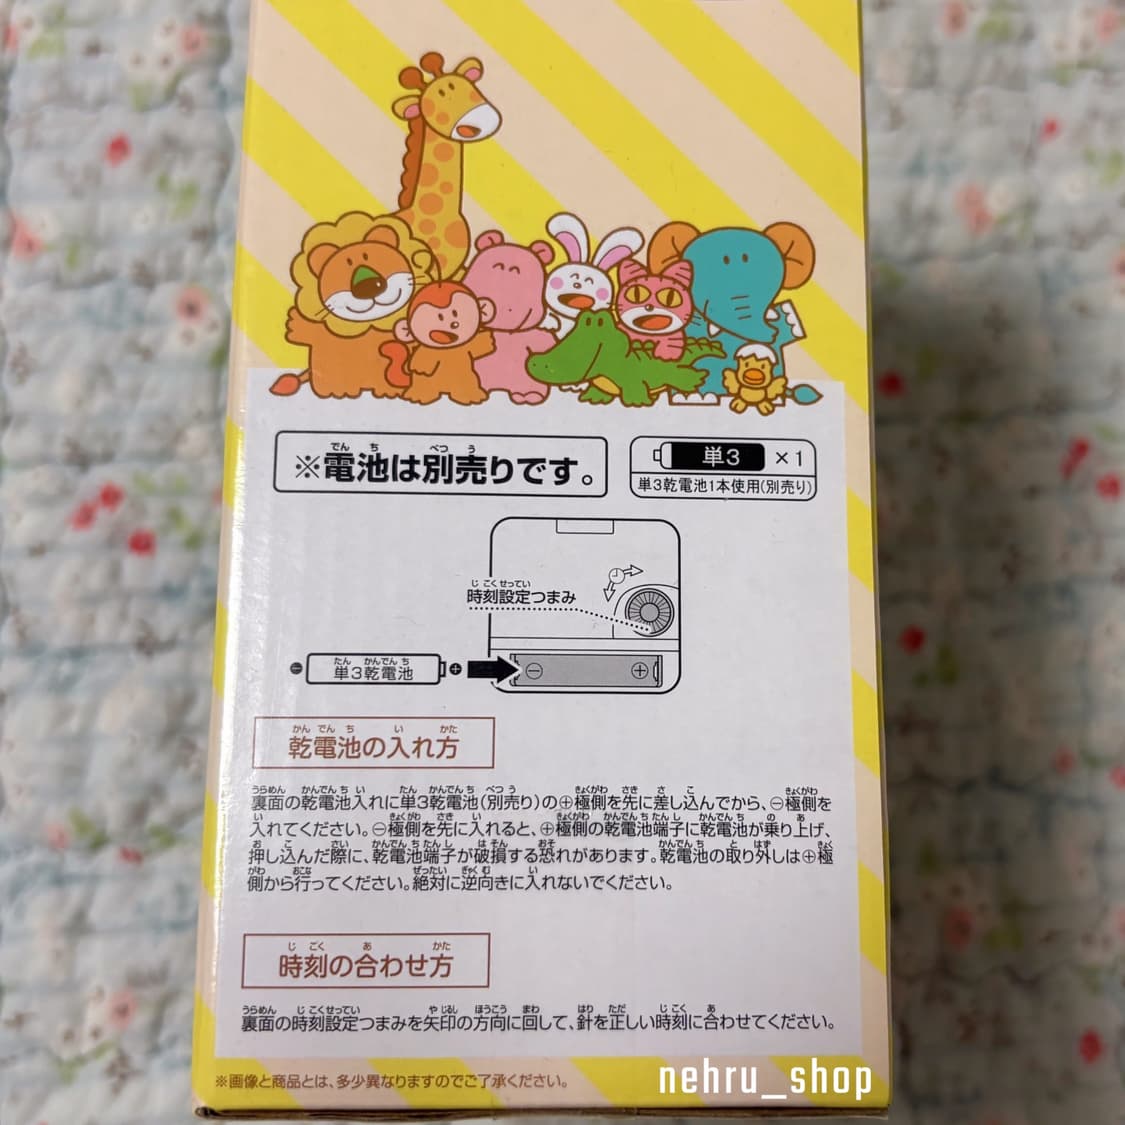 ※電池は別売りです。
単3 ×1
単3乾電池1本使用(別売り)
時刻設定つまみ
⊖ 単3乾電池 ⊕
⊖ ⊕
乾電池の入れ方
裏面の乾電池入れに単3乾電池(別売り)の⊕極側を先に差し込んでから、⊖極側を
入れてください。⊖極側を先に入れると、⊕極側の乾電池端子に乾電池が乗り上げ、
押し込んだ際に、乾電池端子が破損する恐れがあります。乾電池の取り外しは⊕極
側から行ってください。絶対に逆向きに入れないでください。
時刻の合わせ方
裏面の時刻設定つまみを矢印の方向に回して、針を正しい時刻に合わせてください。
※画像と商品とは、多少異なりますのでご了承ください。
nehru_shop